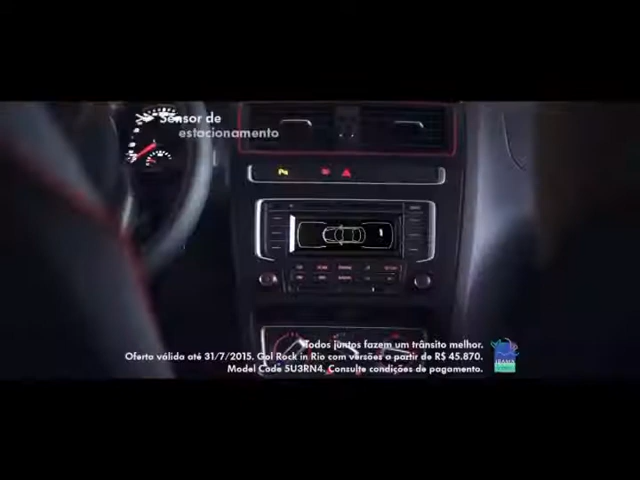 Sensor de
estacionamento
Todos juntos fazem um trânsito melhor.
Oferta válida até 31/7/2015. Gol Rock in Rio com versões a partir de R$ 45.870.
Model Code 5U3RN4. Consulte condições de pagamento.
IBAMA